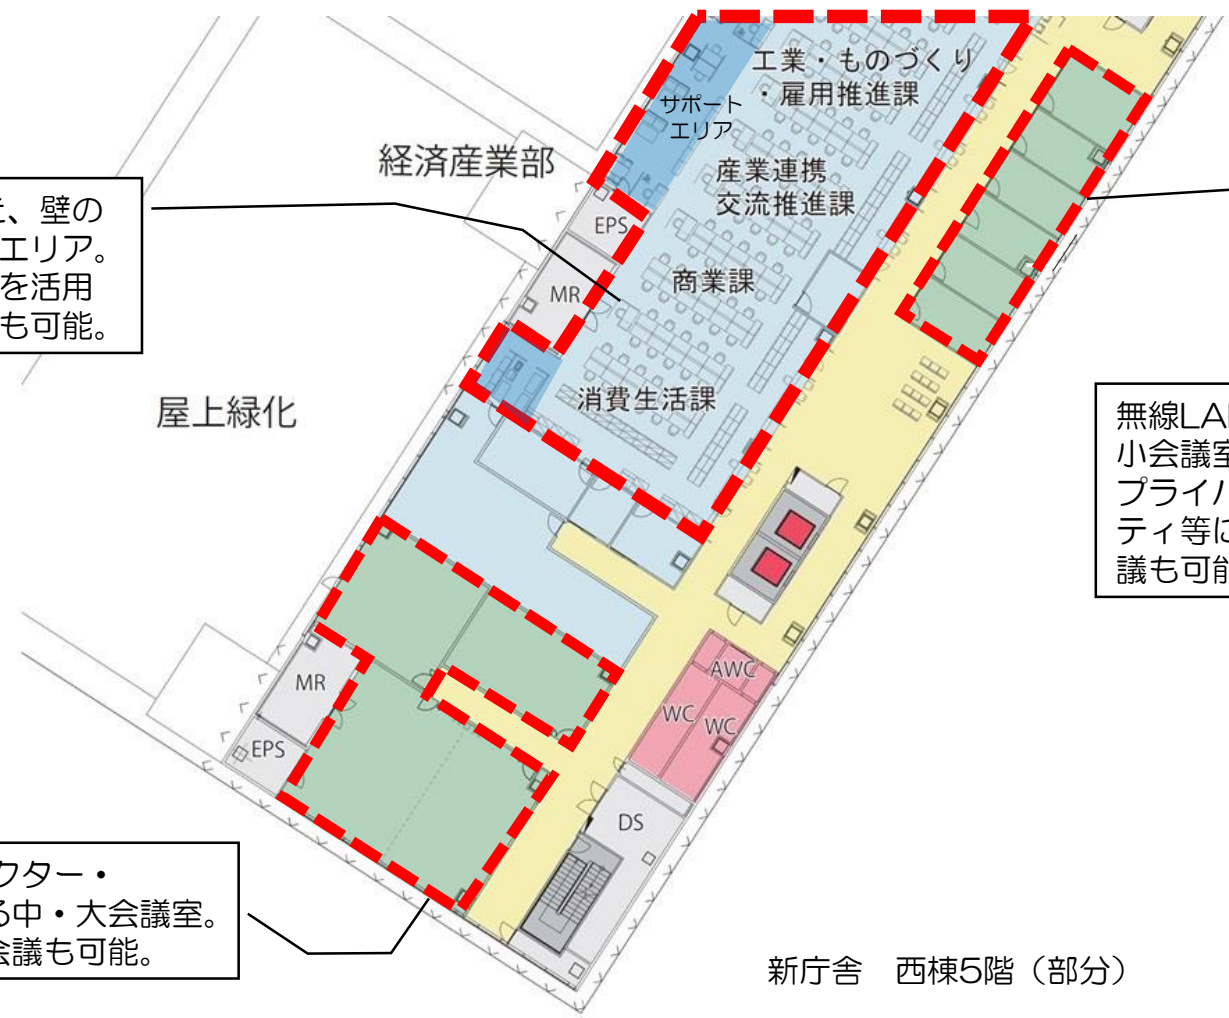 工業・ものづくり
・雇用推進課
サポート
エリア
経済産業部
産業連携
交流推進課
、壁の
エリア。
を活用
も可能。
EPS
MR
商業課
消費生活課
屋上緑化
無線LA
小会議室
プライバ
ティ等に
議も可能
AWC
WC
WC
MR
EPS
DS
クター・
る中・大会議室。
会議も可能。
新庁舎　西棟5階（部分）